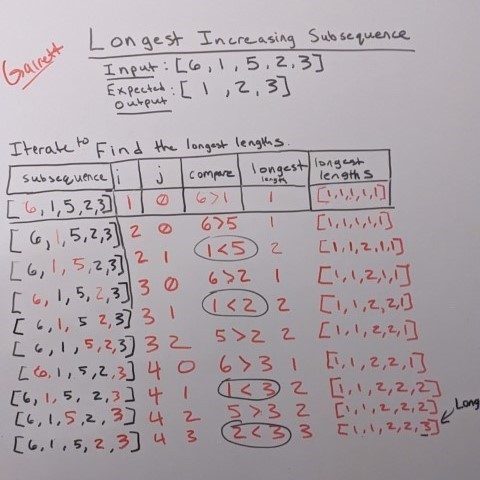 Garrett
Longest Increasing Subsequence
Input: [6, 1, 5, 2, 3]
Expected: [1, 2, 3]
Output
Iterate to Find the longest lengths.
subsequence i j compare longest length longest lengths
[6,1,5,2,3] 1 0 6>1 1 [1,1,1,1,1]
[6,1,5,2,3] 2 0 6>5 1 [1,1,1,1,1]
[6,1,5,2,3] 2 1 1<5 2 [1,1,2,1,1]
[6,1,5,2,3] 3 0 6>2 1 [1,1,2,1,1]
[6,1,5 2,3] 3 1 1<2 2 [1,1,2,2,1]
[6,1,5,2,3] 3 2 5>2 2 [1,1,2,2,1]
[6,1,5,2,3] 4 0 6>3 1 [1,1,2,2,1]
[6,1,5,2,3] 4 1 1<3 2 [1,1,2,2,2]
[6,1,5,2,3] 4 2 5>3 2 [1,1,2,2,2]
[6,1,5,2,3] 4 3 2<3 3 [1,1,2,2,3]
Long